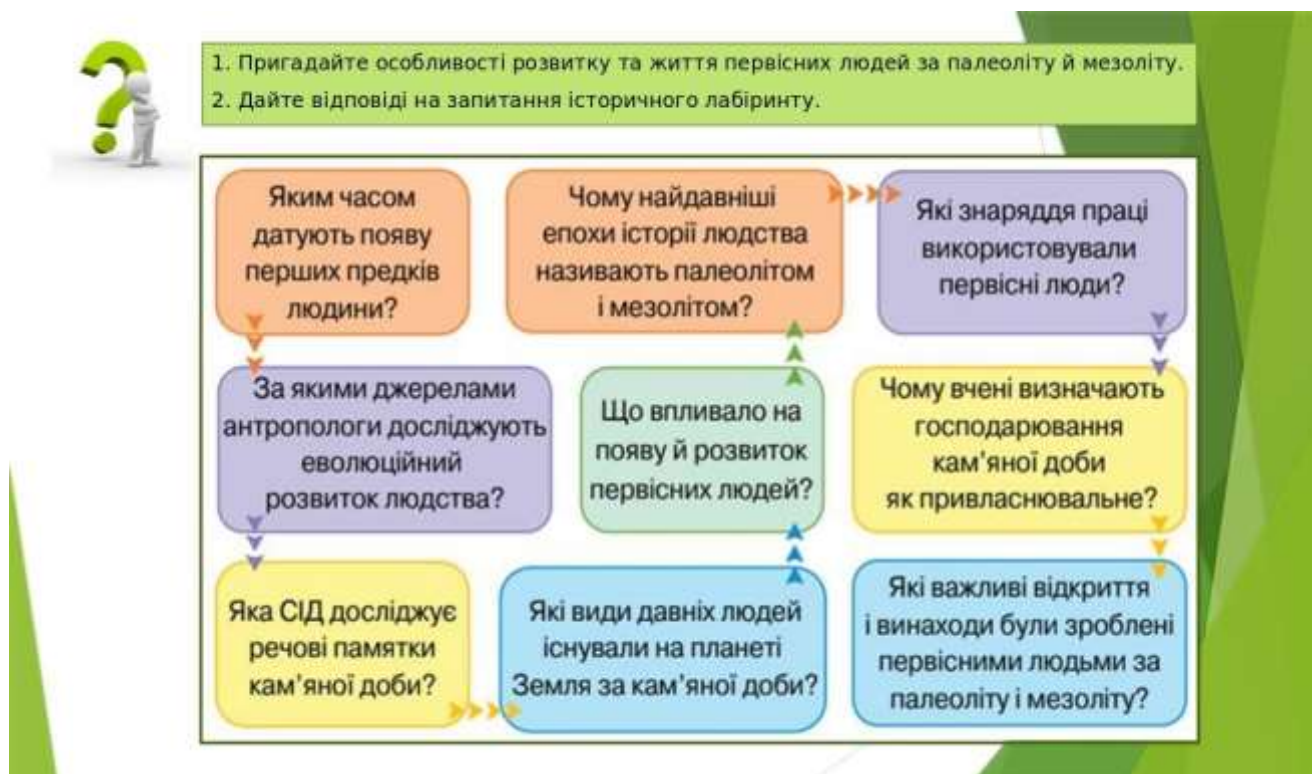 1. Пригадайте особливості розвитку та життя первісних людей за палеоліту й мезоліту.
2. Дайте відповіді на запитання історичного лабіринту.
Яким часом
датують появу
перших предків
людини?
За якими джерелами
антропологи досліджують
еволюційний
розвиток людства?
Яка СІД досліджує
речові памятки
кам’яної доби?
Які види давніх людей
існували на планеті
Земля за кам’яної доби?
Що впливало на
появу й розвиток
первісних людей?
Чому найдавніші
епохи історії людства
називають палеолітом
і мезолітом?
Які знаряддя праці
використовували
первісні люди?
Чому вчені визначають
господарювання
кам’яної доби
як привласнювальне?
Які важливі відкриття
і винаходи були зроблені
первісними людьми за
палеоліту і мезоліту?